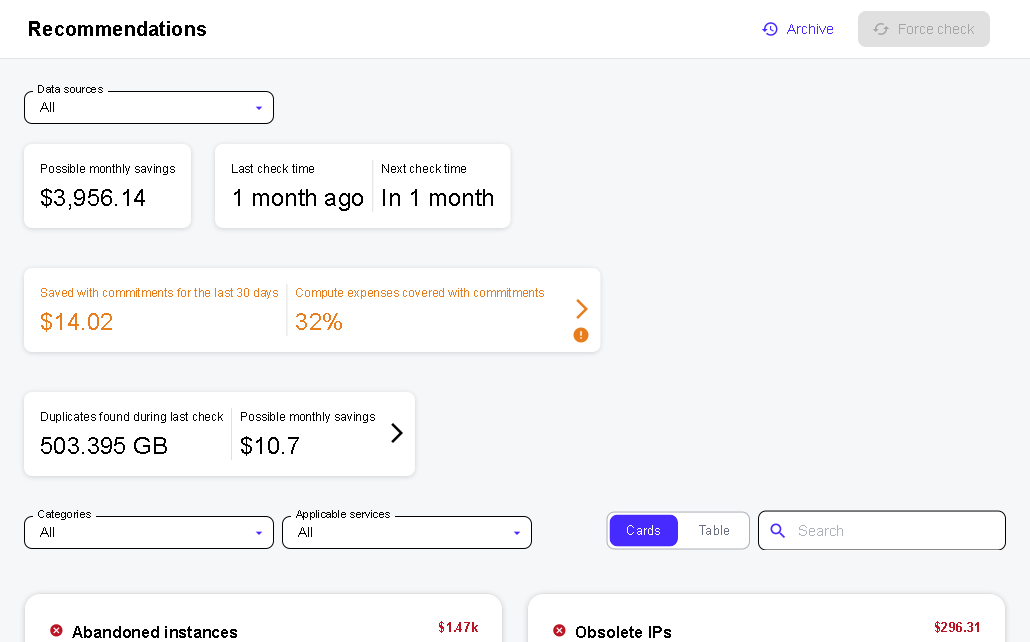 Recommendations
Archive
Force check
Data sources
All
Possible monthly savings
$3,956.14
Last check time
1 month ago
Next check time
In 1 month
Saved with commitments for the last 30 days
$14.02
Compute expenses covered with commitments
32%
Duplicates found during last check
503.395 GB
Possible monthly savings
$10.7
Categories
All
Applicable services
All
Cards
Table
Search
Abandoned instances
$1.47k
Obsolete IPs
$296.31